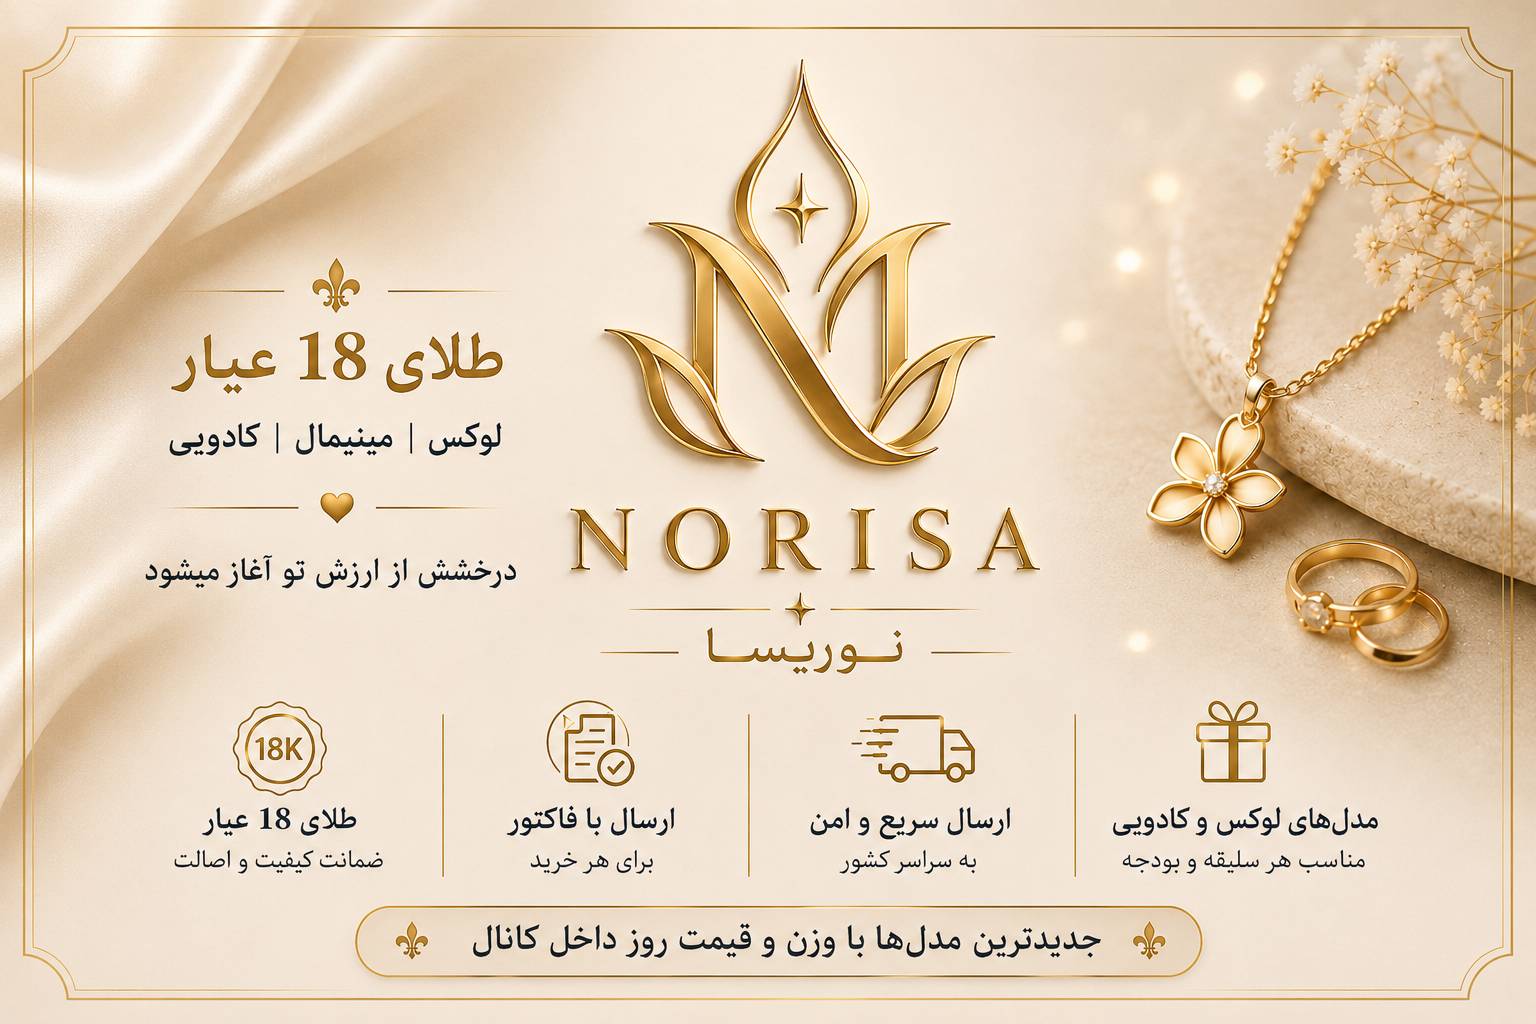 طلای 18 عیار
لوکس | مینیمال | کادویی
درخشش از ارزش تو آغاز میشود
NORISA
نـوریسـا
مدل‌های لوکس و کادویی
مناسب هر سلیقه و بودجه
ارسال سریع و امن
به سراسر کشور
ارسال با فاکتور
برای هر خرید
18K
طلای 18 عیار
ضمانت کیفیت و اصالت
جدیدترین مدل‌ها با وزن و قیمت روز داخل کانال